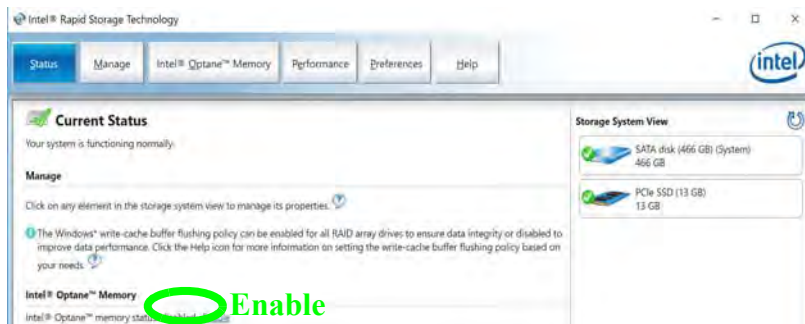 Intel® Rapid Storage Technology
Status
Manage
Intel® Optane™ Memory
Performance
Preferences
Help
intel
Current Status
Your system is functioning normally.
Manage
Click on any element in the storage system view to manage its properties.
The Windows* write-cache buffer flushing policy can be enabled for all RAID array drives to ensure data integrity or disabled to
improve data performance. Click the Help icon for more information on setting the write-cache buffer flushing policy based on
your needs
Intel® Optane™ Memory
Intel® Optane™ memory status
Enable
Storage System View
SATA disk (466 GB) (System)
466 GB
PCIe SSD (13 GB)
13 GB